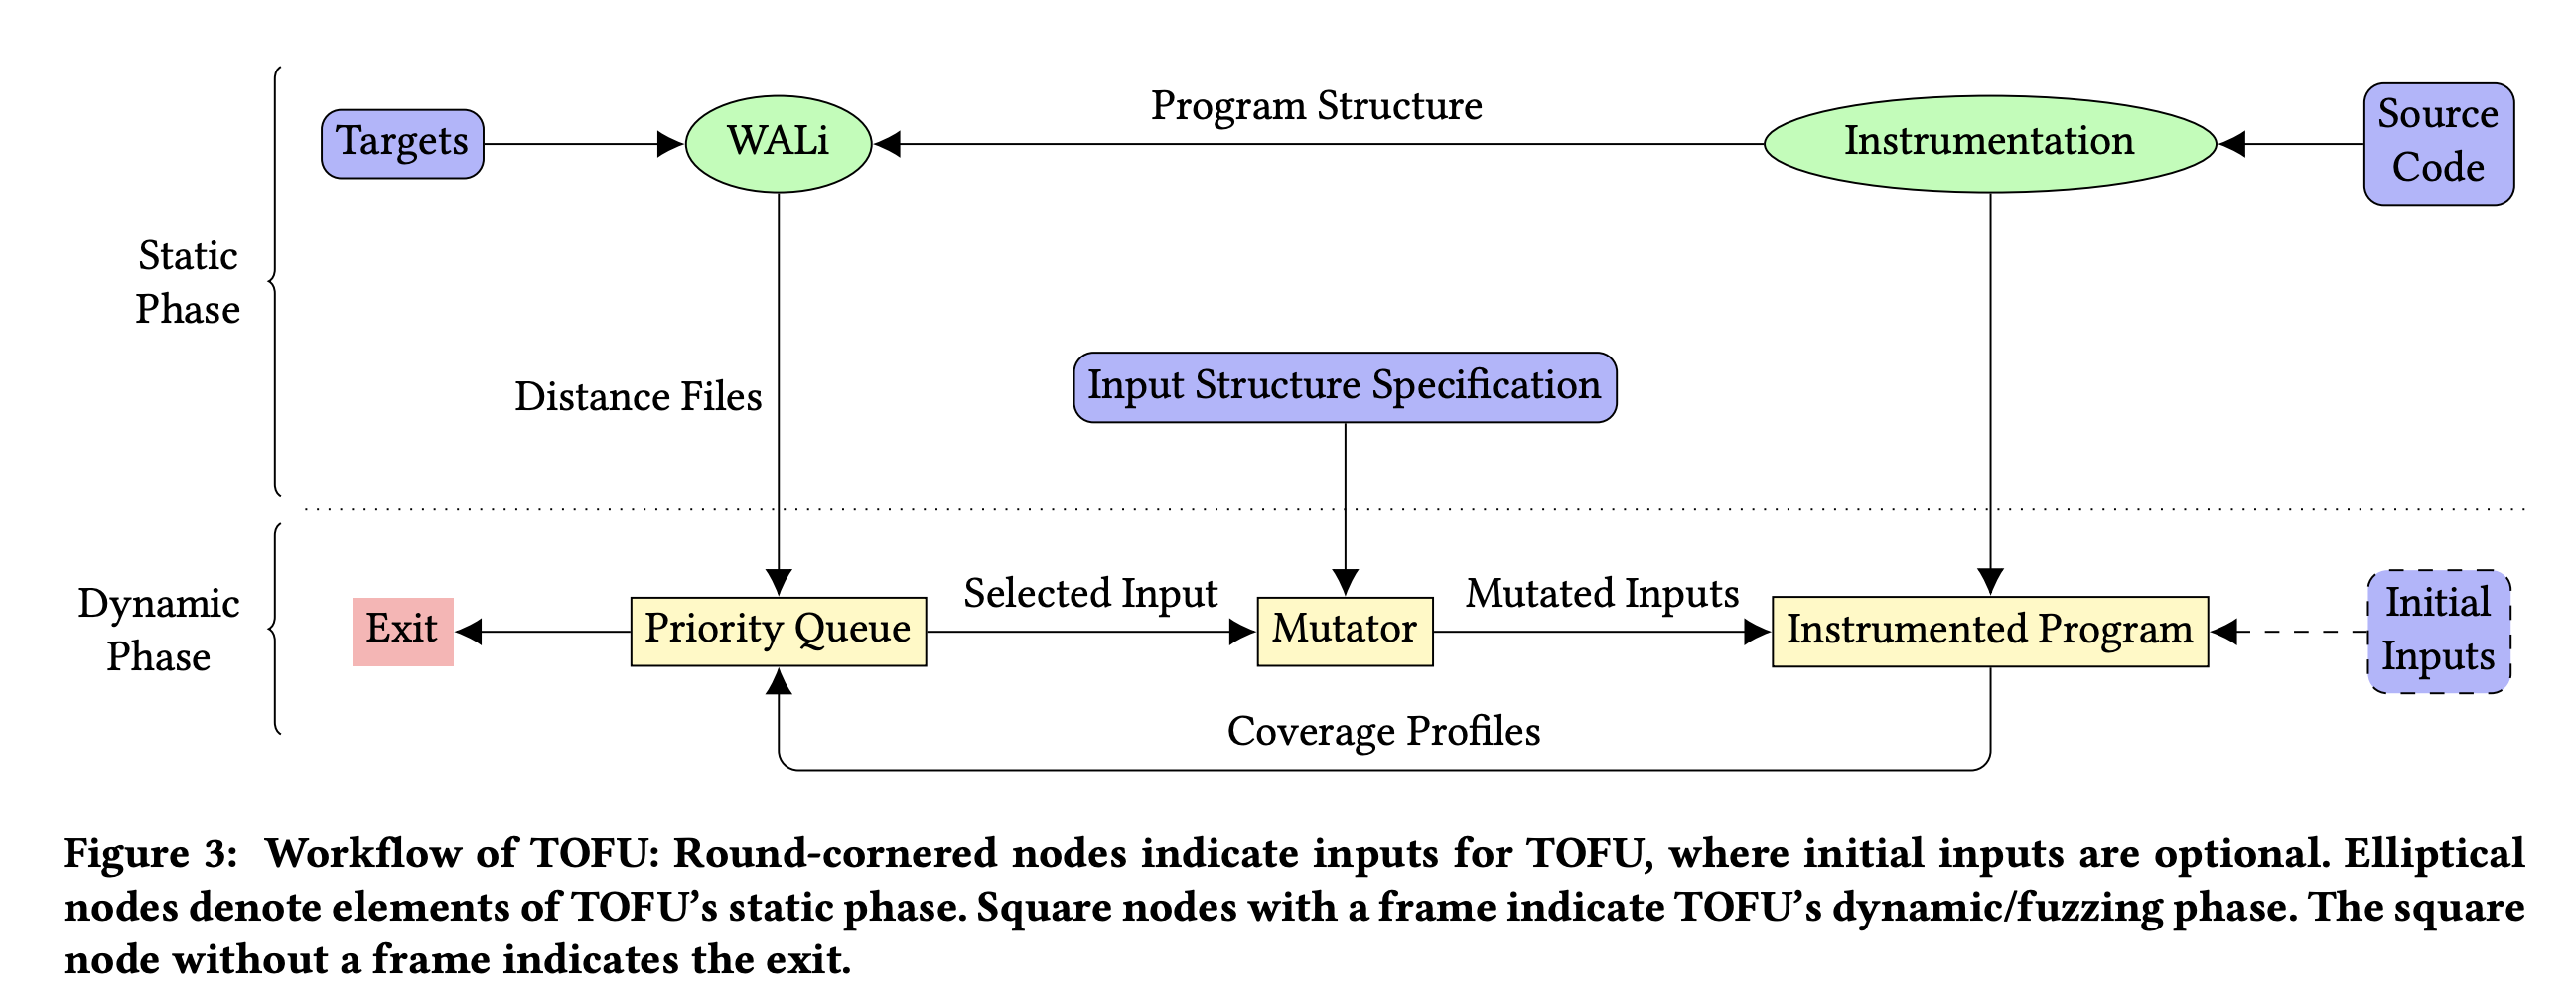 Program Structure
Targets
WALi
Instrumentation
Source
Code
Static
Phase
Distance Files
Input Structure Specification
Dynamic
Phase
Exit
Priority Queue
Selected Input
Mutator
Mutated Inputs
Instrumented Program
Initial
Inputs
Coverage Profiles
Figure 3: Workflow of TOFU: Round-cornered nodes indicate inputs for TOFU, where initial inputs are optional. Elliptical
nodes denote elements of TOFU’s static phase. Square nodes with a frame indicate TOFU’s dynamic/fuzzing phase. The square
node without a frame indicates the exit.